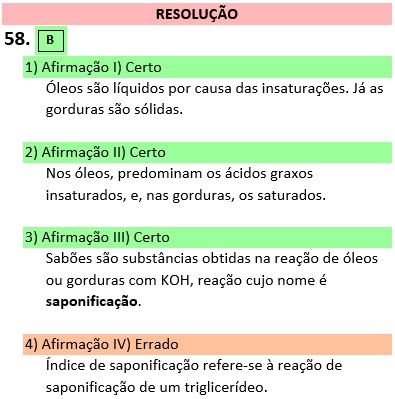 RESOLUÇÃO
58. B
1) Afirmação I) Certo
Óleos são líquidos por causa das insaturações. Já as
gorduras são sólidas.
2) Afirmação II) Certo
Nos óleos, predominam os ácidos graxos
insaturados, e, nas gorduras, os saturados.
3) Afirmação III) Certo
Sabões são substâncias obtidas na reação de óleos
ou gorduras com KOH, reação cujo nome é
saponificação.
4) Afirmação IV) Errado
Índice de saponificação refere-se à reação de
saponificação de um triglicerídeo.